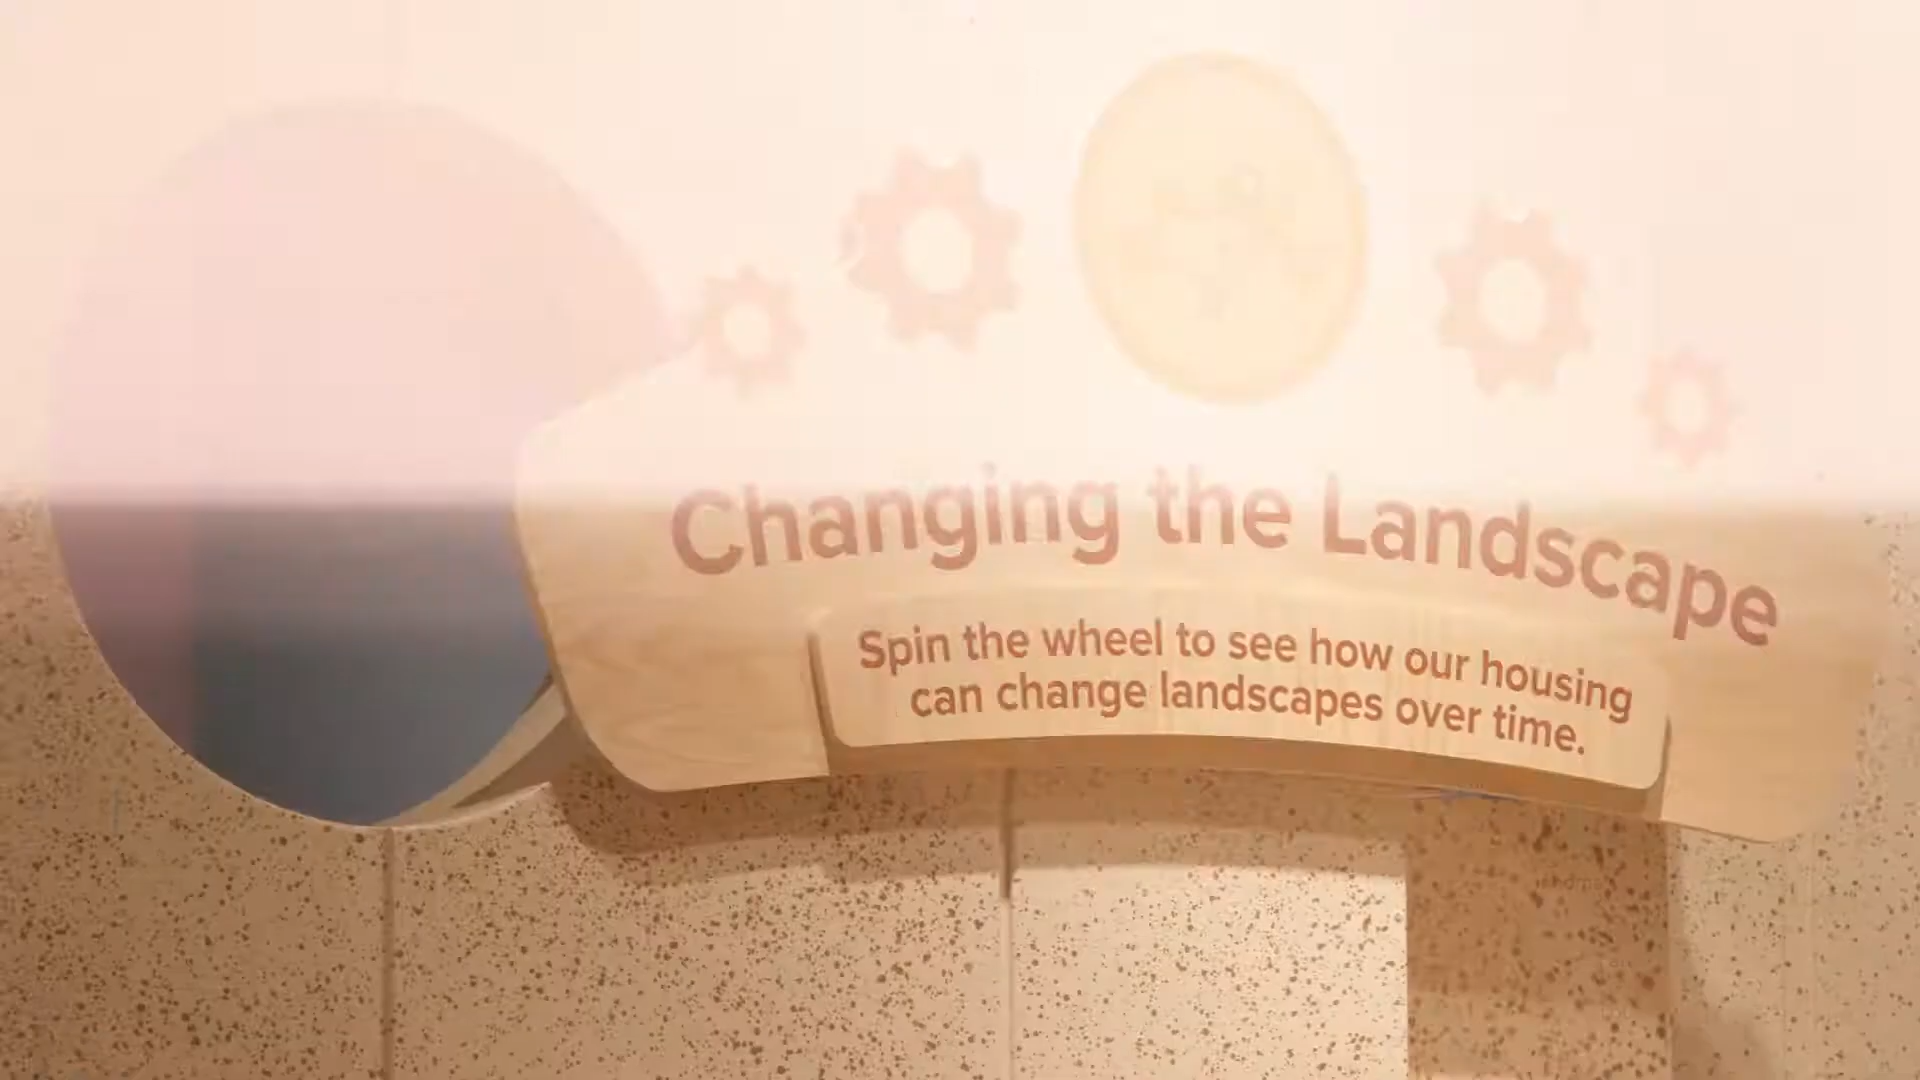 Changing the Landscape
Spin the wheel to see how our housing
can change landscapes over time.